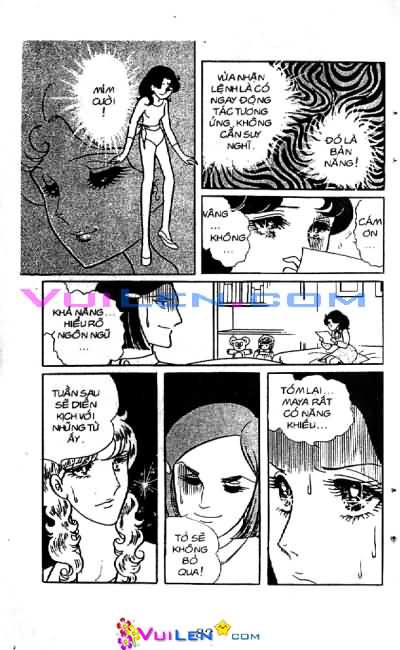 MỈM
CƯỜI
!
VỪA NHẬN
LỆNH LÀ CÓ
NGAY ĐỘNG
TÁC TƯƠNG
ỨNG, KHÔNG
CẦN SUY
NGHĨ.
ĐÓ LÀ
BẢN
NĂNG!
VÂNG
...
KHÔNG
...
CÁM
ƠN
...
VuiLen.com
KHẢ NĂNG
HIỂU RÕ
NGÔN NGỮ
...
TUẦN SAU
SẼ DIỄN
KỊCH VỚI
NHỮNG TỪ
ẤY.
TỚ SẼ
KHÔNG
BỎ
QUA!
TÓM LẠI...
MAYA RẤT
CÓ NĂNG
KHIẾU...
VuiLen.com